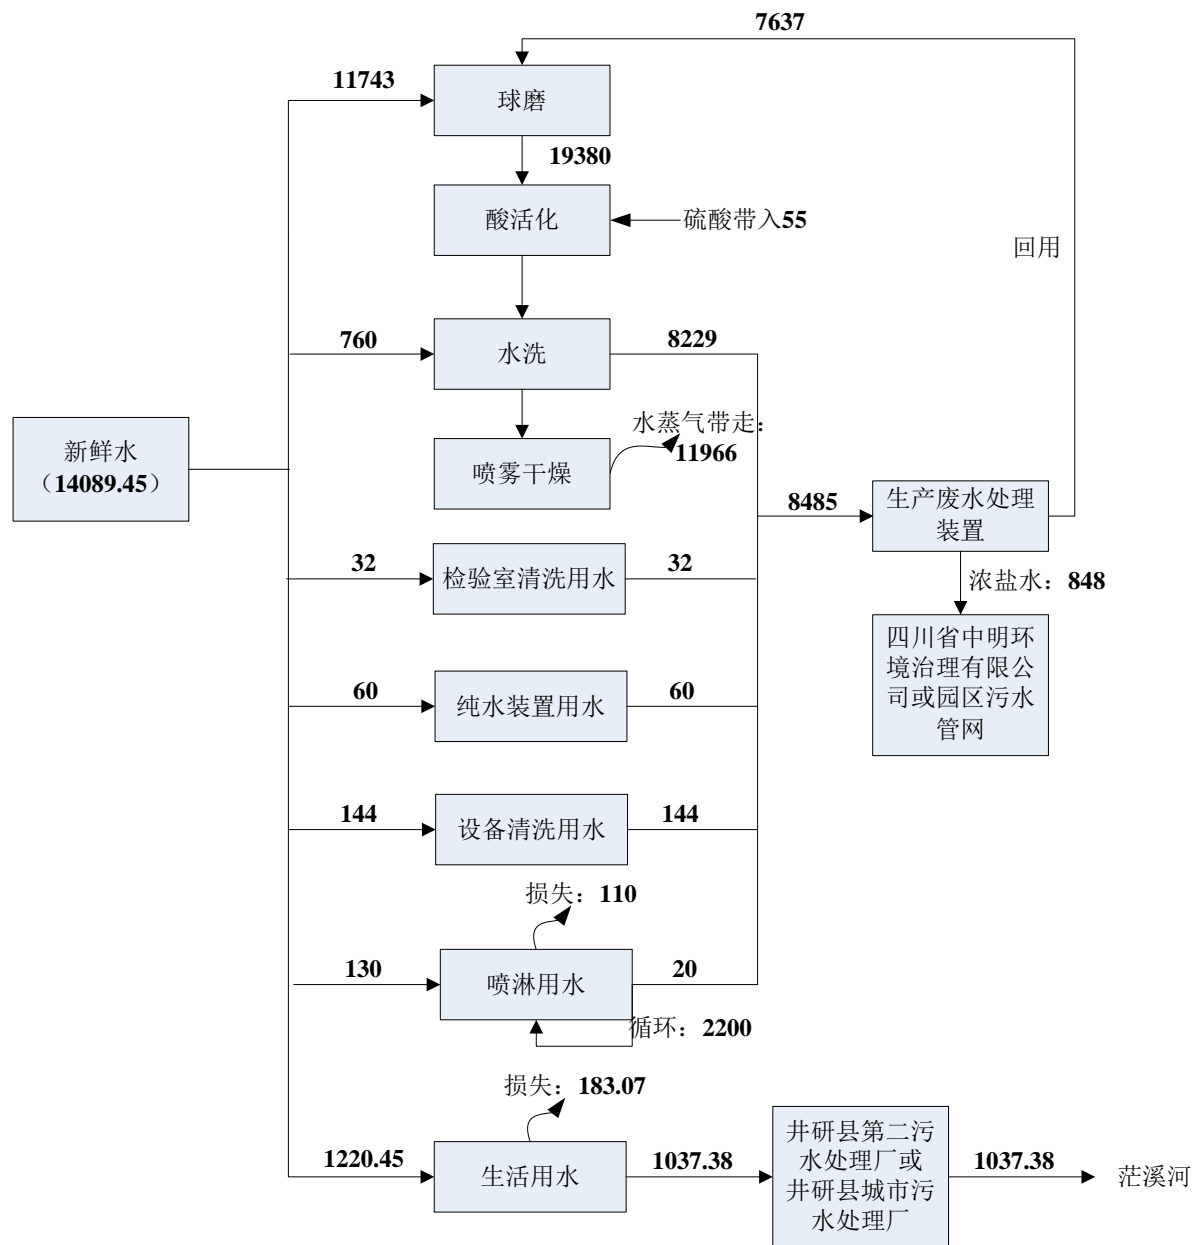 7637
11743
球磨
19380
酸活化
硫酸带入55
回用
760
水洗
8229
水蒸气带走：
11966
新鲜水
（14089.45）
喷雾干燥
8485
生产废水处理
装置
32
检验室清洗用水
32
浓盐水：848
四川省中明环
境治理有限公
司或园区污水
管网
60
纯水装置用水
60
144
设备清洗用水
144
损失：110
130
喷淋用水
20
循环：2200
损失：183.07
1220.45
生活用水
1037.38
井研县第二污
水处理厂或
井研县城市污
水处理厂
1037.38
茫溪河